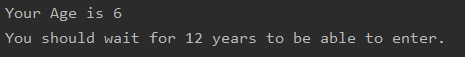 Your Age is 6
You should wait for 12 years to be able to enter.